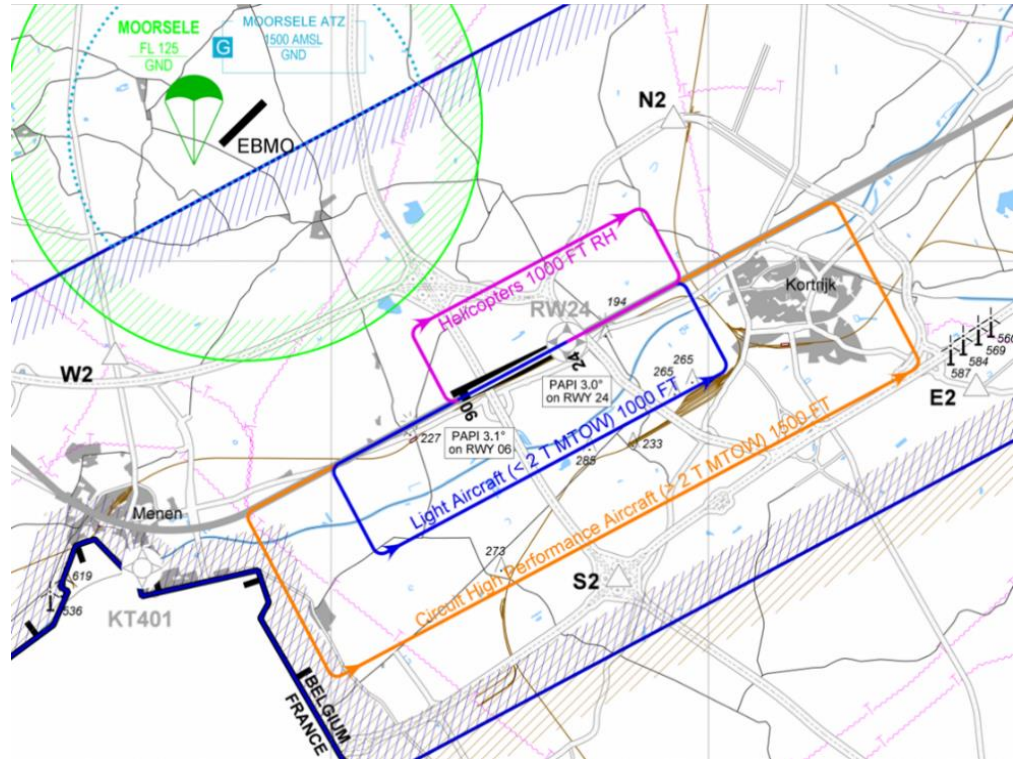 MOORSELE
FL 125
GND
MOORSELE ATZ
G
1500 AMSL
GND
EBMO
N2
Helicopters 1000 FT RH
RW24
194
Kortrijk
W2
24
06
PAPI 3.0°
on RWY 24
265
265
560
569
584
587
E2
227
PAPI 3.1°
on RWY 06
233
285
Light Aircraft (< 2 T MTOW) 1000 FT
Menen
Circuit High Performance Aircraft (> 2 T MTOW) 1500 FT
273
S2
619
536
KT401
BELGIUM
FRANCE